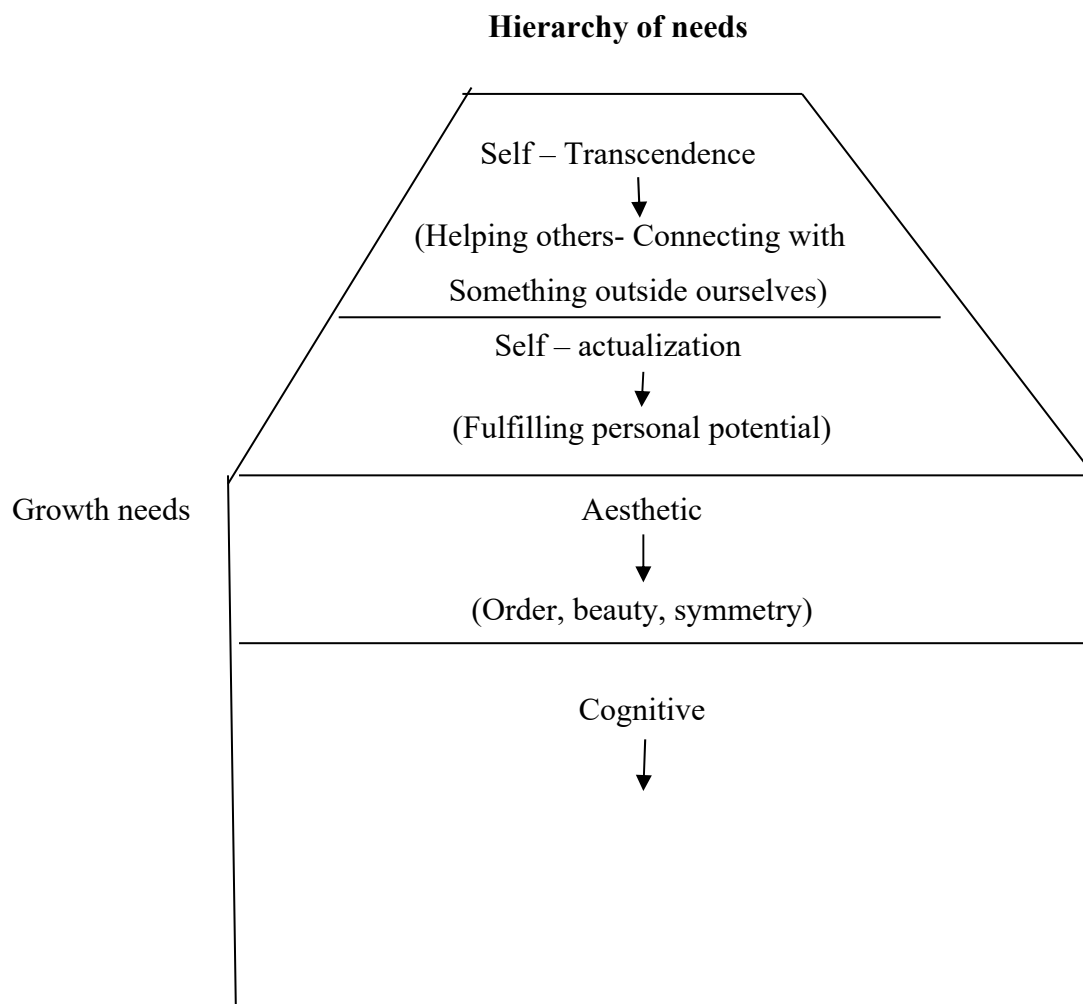 Hierarchy of needs
Self – Transcendence
(Helping others- Connecting with
Something outside ourselves)
Self – actualization
(Fulfilling personal potential)
Growth needs
Aesthetic
(Order, beauty, symmetry)
Cognitive